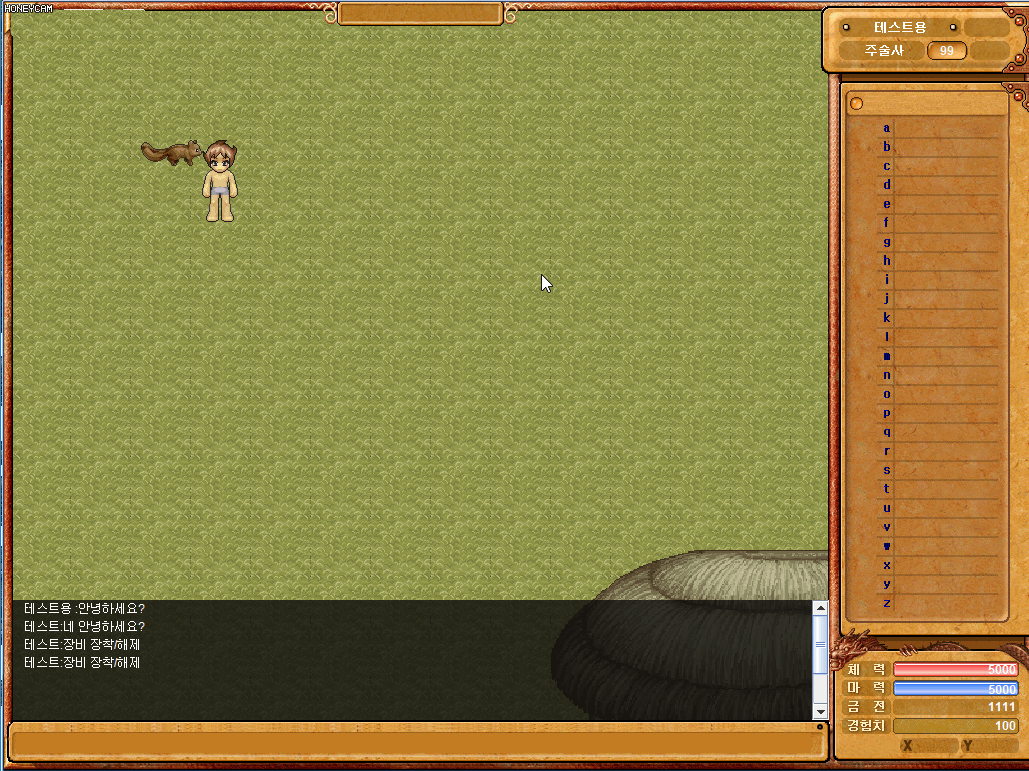 HONEYCAM
테스트용
주술사 99
a
b
c
d
e
f
g
h
i
j
k
l
m
n
o
p
q
r
s
t
u
v
w
x
y
z
테스트용 :안녕하세요?
테스트:네 안녕하세요?
테스트:장비 장착/해제
테스트:장비 장착/해제
체 력 5000
마 력 5000
금 전 1111
경험치 100
X Y